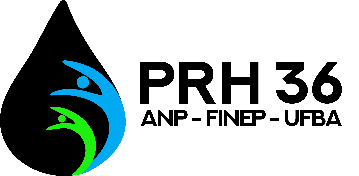 PRH 36
ANP - FINEP - UFBA